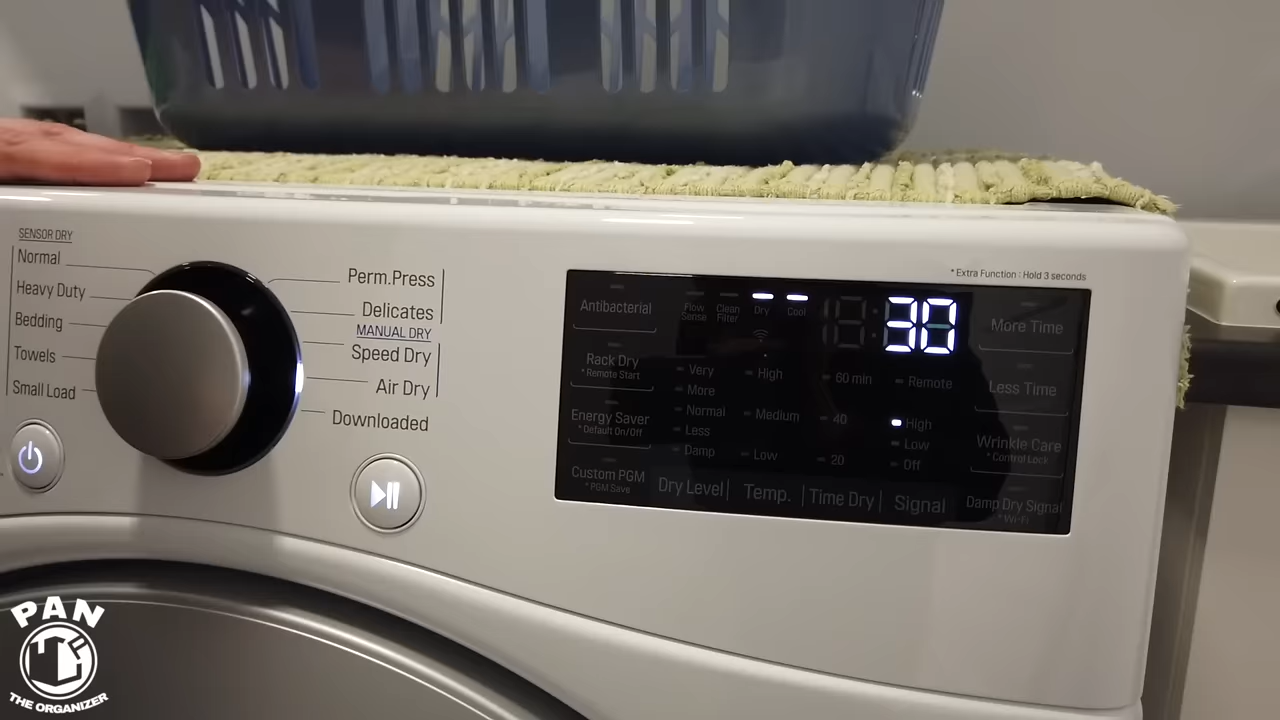 SENSOR DRY
Normal
Heavy Duty
Bedding
Towels
Small Load
Perm.Press
Delicates
MANUAL DRY
Speed Dry
Air Dry
Downloaded
* Extra Function : Hold 3 seconds
Antibacterial
Rack Dry
* Remote Start
Energy Saver
* Default On/Off
Custom PGM
* PGM Save
Flow Sense
Clean Filter
Dry
Cool
30
Very
More
Normal
Less
Damp
Dry Level
High
Medium
Low
Temp.
60 min
40
20
Time Dry
Remote
High
Low
Off
Signal
More Time
Less Time
Wrinkle Care
* Control Lock
Damp Dry Signal
* Wi-Fi
PAN
THE ORGANIZER